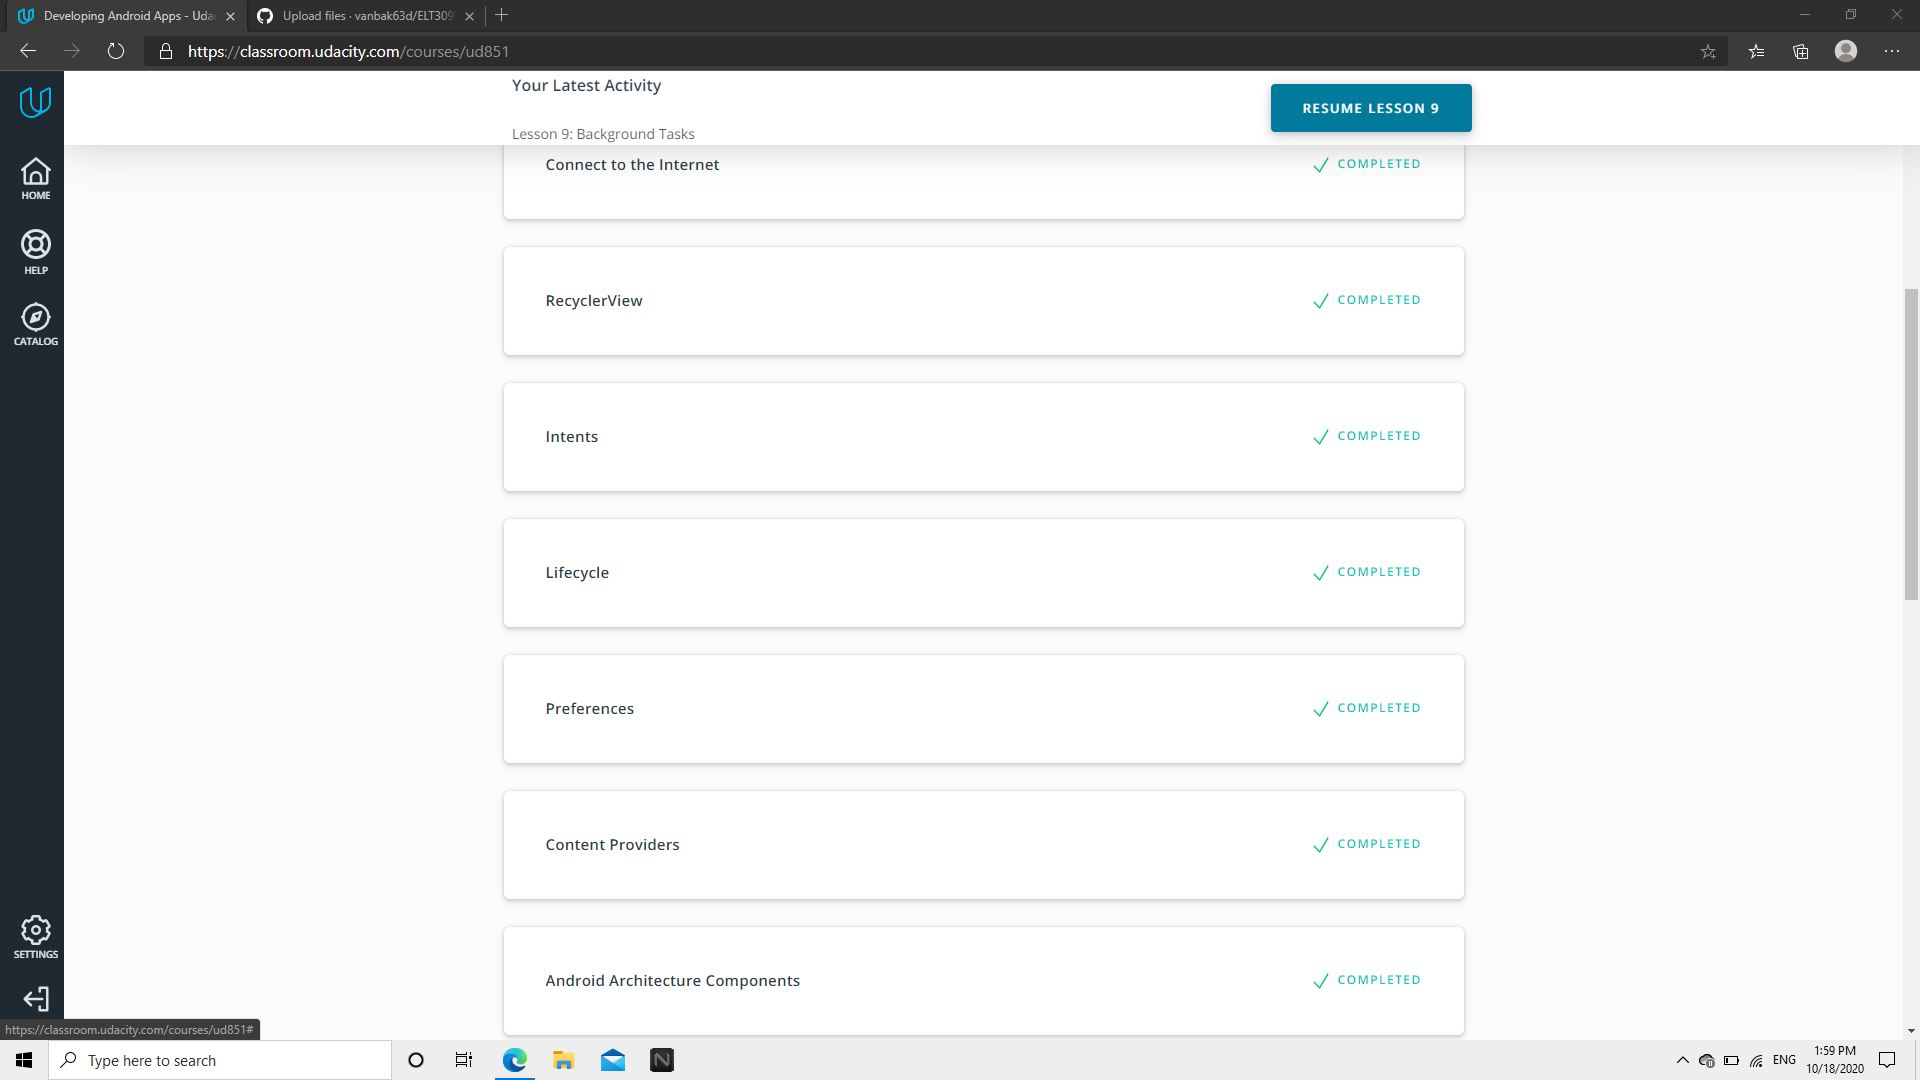 Developing Android Apps - Uda
Upload files · vanbak63d/ELT309
https://classroom.udacity.com/courses/ud851
Your Latest Activity
RESUME LESSON 9
Lesson 9: Background Tasks
HOME
HELP
CATALOG
SETTINGS
Connect to the Internet
COMPLETED
RecyclerView
COMPLETED
Intents
COMPLETED
Lifecycle
COMPLETED
Preferences
COMPLETED
Content Providers
COMPLETED
Android Architecture Components
COMPLETED
https://classroom.udacity.com/courses/ud851#
Type here to search
N
ENG
1:59 PM
10/18/2020